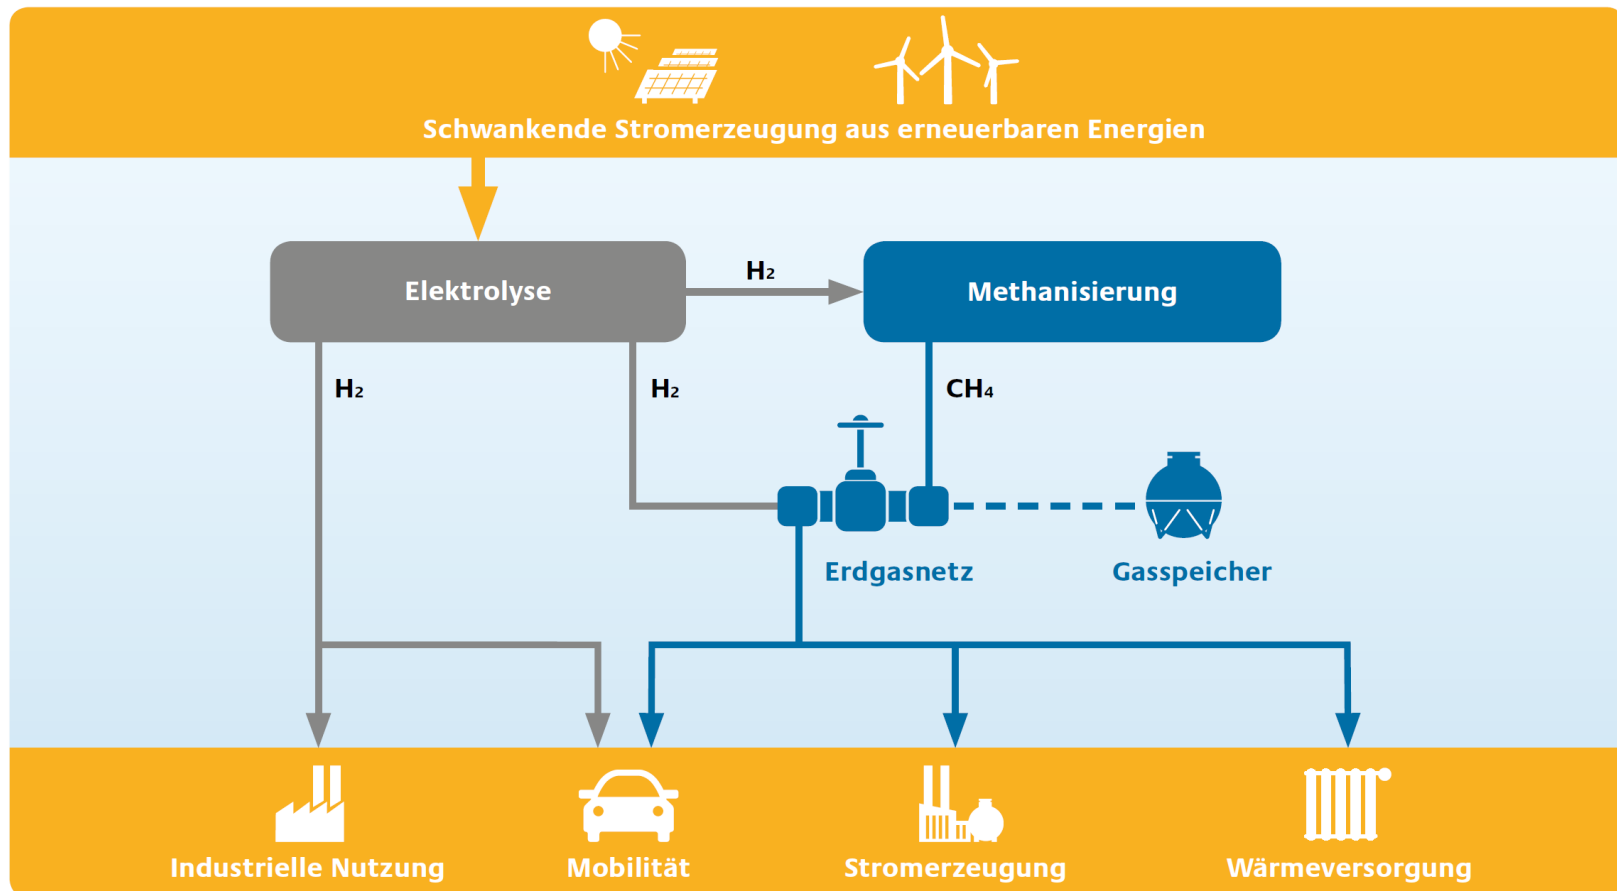 Schwankende Stromerzeugung aus erneuerbaren Energien
Elektrolyse
H₂
Methanisierung
H₂
H₂
CH₄
Erdgasnetz
Gasspeicher
Industrielle Nutzung
Mobilität
Stromerzeugung
Wärmeversorgung